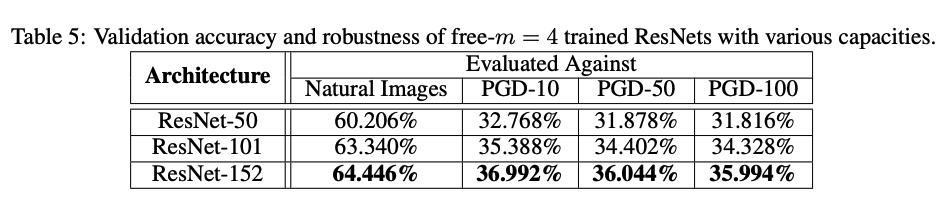 Table 5: Validation accuracy and robustness of free-m = 4 trained ResNets with various capacities.
Architecture Evaluated Against
Natural Images PGD-10 PGD-50 PGD-100
ResNet-50 60.206% 32.768% 31.878% 31.816%
ResNet-101 63.340% 35.388% 34.402% 34.328%
ResNet-152 64.446% 36.992% 36.044% 35.994%